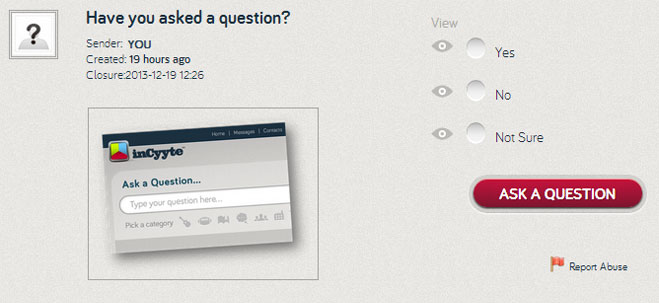 ?
Have you asked a question?
Sender: YOU
Created: 19 hours ago
Closure:2013-12-19 12:26
Home | Messages | Contacts
inCyyte™
Ask a Question...
Type your question here...
Pick a category
View
Yes
No
Not Sure
ASK A QUESTION
Report Abuse